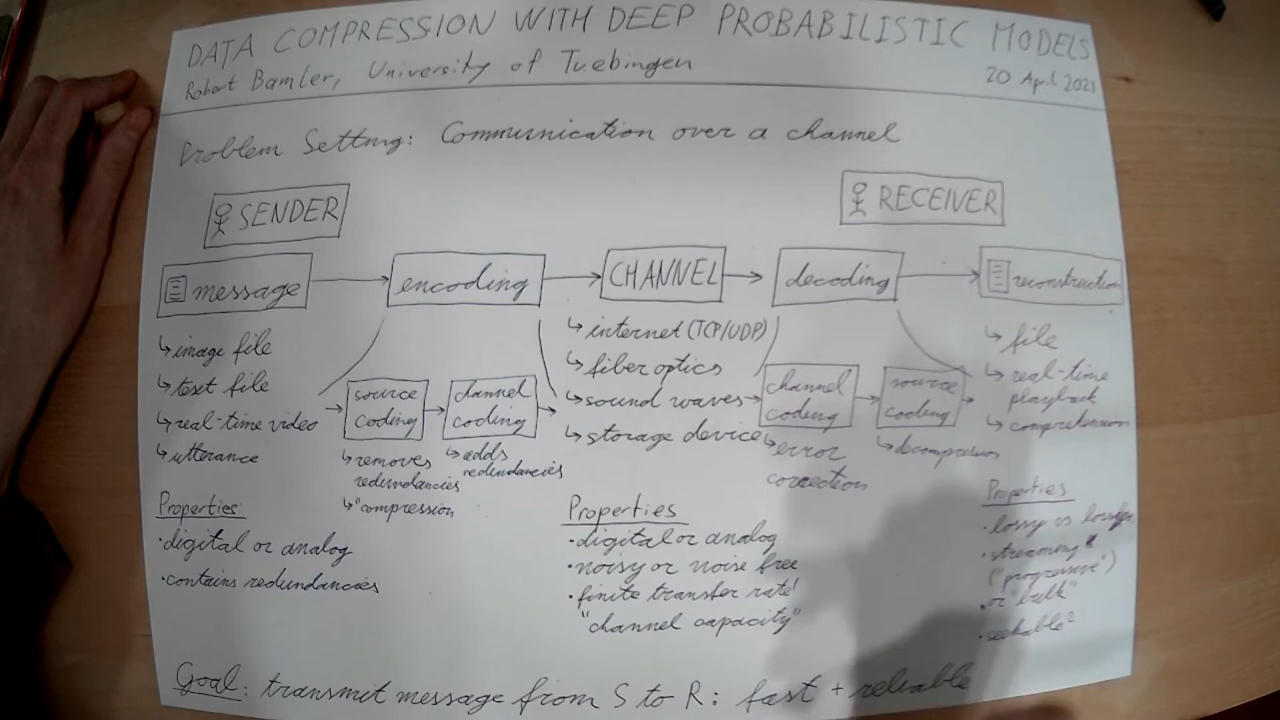 DATA COMPRESSION WITH DEEP PROBABILISTIC MODELS
Robert Bamler, University of Tuebingen
20 April 2021
Problem Setting: Communication over a channel
SENDER
RECEIVER
message
encoding
CHANNEL
decoding
reconstruction
↳image file
↳text file
↳real-time video
↳utterance
source
coding
channel
coding
↳removes
redundancies
↳"compression
↳adds
redundancies
↳internet (TCP/UDP)
↳fiber optics
↳sound waves
↳storage device
channel
coding
source
coding
↳error
correction
↳decompression
↳file
↳real-time
playback
↳comprehension
Properties
·digital or analog
·contains redundancies
Properties
·digital or analog
·noisy or noise free
·finite transfer rate
"channel capacity"
Properties
·lossy vs
·streaming
("progressive")
·or "bulk"
·seekable?
Goal: transmit message from S to R: fast + reliable